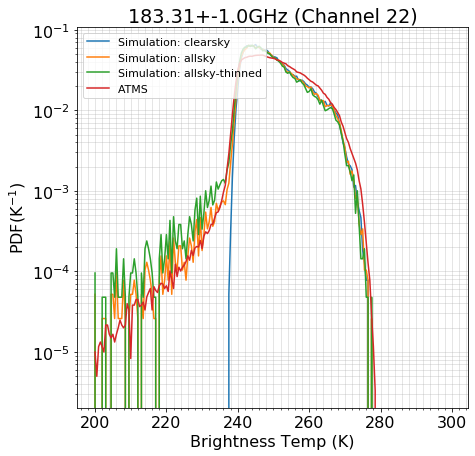 183.31+-1.0GHz (Channel 22)
Simulation: clearsky
Simulation: allsky
Simulation: allsky-thinned
ATMS
PDF(K⁻¹)
10⁻¹
10⁻²
10⁻³
10⁻⁴
10⁻⁵
200 220 240 260 280 300
Brightness Temp (K)